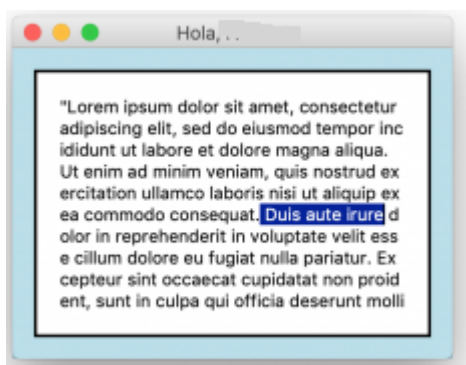 Hola, . .
"Lorem ipsum dolor sit amet, consectetur
adipiscing elit, sed do eiusmod tempor inc
ididunt ut labore et dolore magna aliqua.
Ut enim ad minim veniam, quis nostrud ex
ercitation ullamco laboris nisi ut aliquip ex
ea commodo consequat. Duis aute irure d
olor in reprehenderit in voluptate velit ess
e cillum dolore eu fugiat nulla pariatur. Ex
cepteur sint occaecat cupidatat non proid
ent, sunt in culpa qui officia deserunt molli